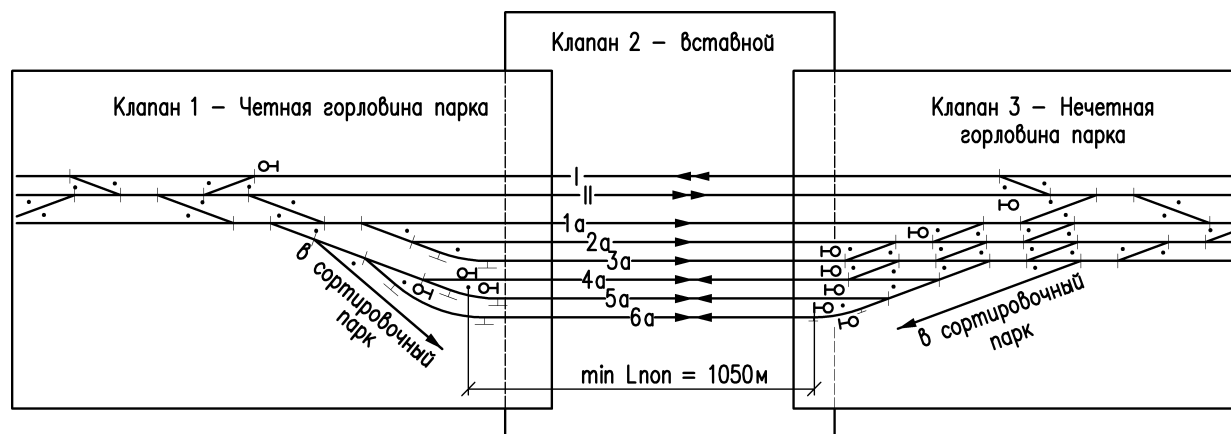 Клапан 2 – вставной
Клапан 1 – Четная горловина парка
Клапан 3 – Нечетная
горловина парка
I
II
1а
2а
3а
4а
5а
6а
в сортировочный
парк
в сортировочный
парк
min Lпоп = 1050м